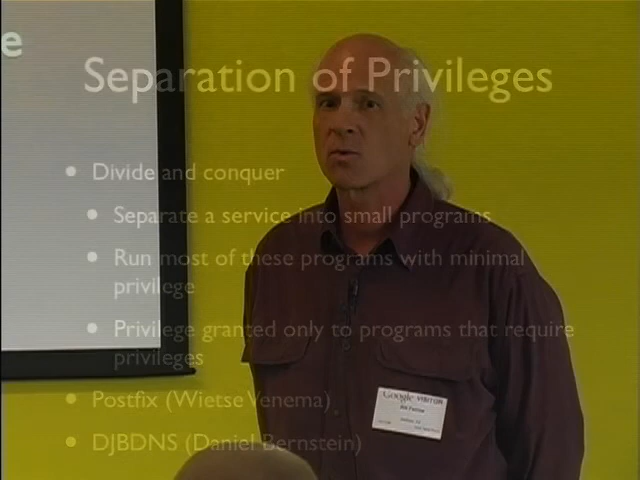 e
Separation of Privileges
• Divide and conquer
• Separate a service into small programs
• Run most of these programs with minimal
privilege
• Privilege granted only to programs that require
privileges
• Postfix (Wietse Venema)
• DJBDNS (Daniel Bernstein)
Google VISITOR